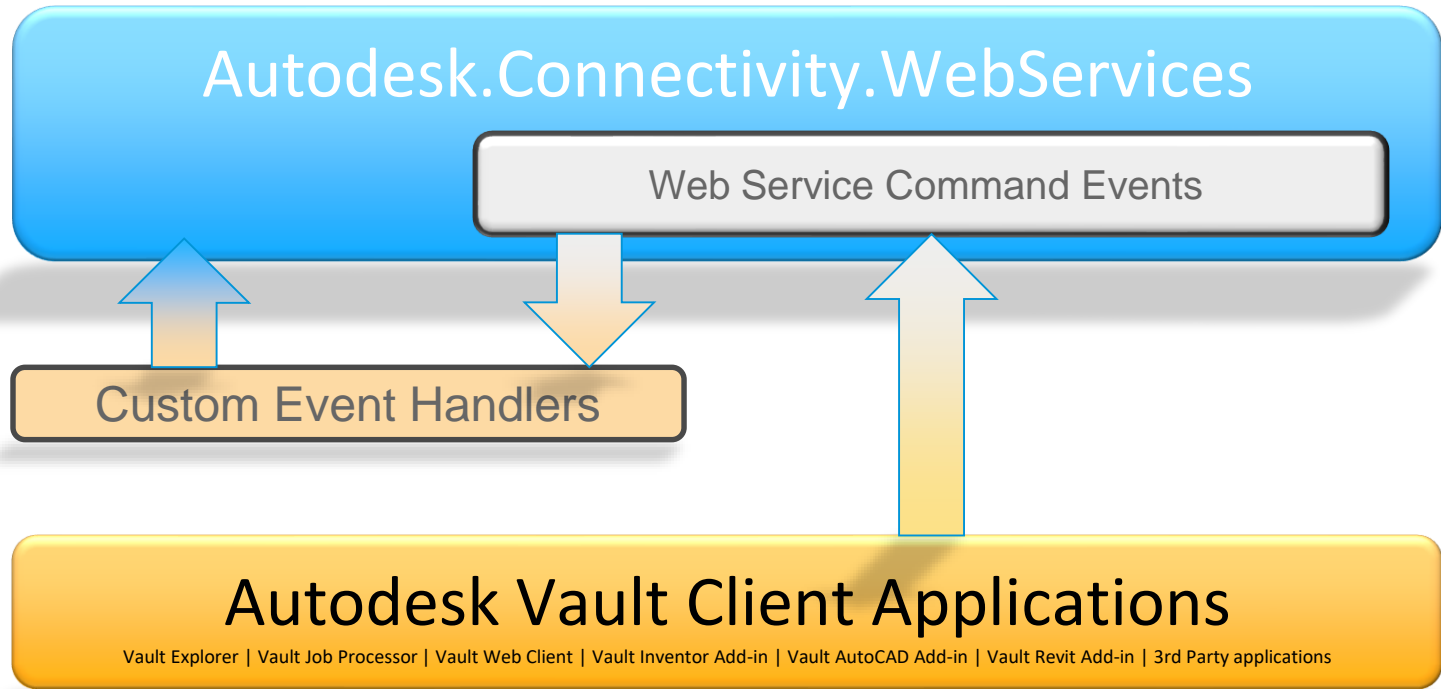 Autodesk.Connectivity.WebServices
Web Service Command Events
Custom Event Handlers
Autodesk Vault Client Applications
Vault Explorer | Vault Job Processor | Vault Web Client | Vault Inventor Add-in | Vault AutoCAD Add-in | Vault Revit Add-in | 3rd Party applications